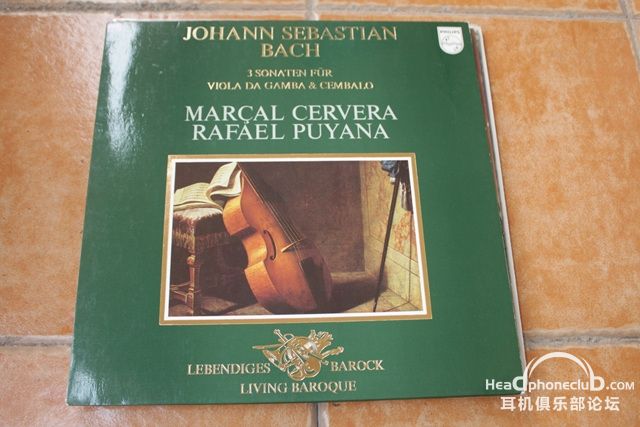 JOHANN SEBASTIAN
BACH
3 SONATEN FÜR
VIOLA DA GAMBA & CEMBALO
MARÇAL CERVERA
RAFAEL PUYANA
PHILIPS
LEBENDIGES BAROCK
LIVING BAROQUE
HeadphoneclUb.com
耳机俱乐部论坛